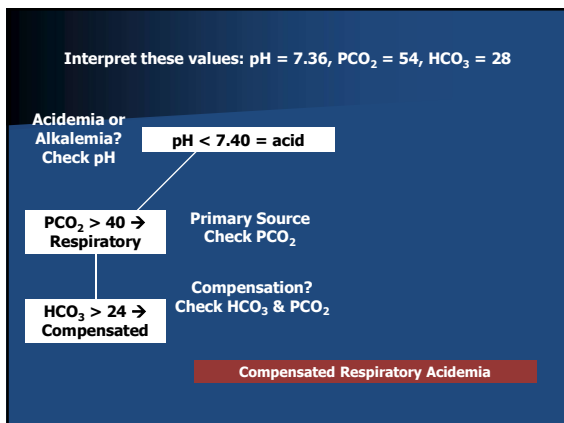 Interpret these values: pH = 7.36, PCO₂ = 54, HCO₃ = 28
Acidemia or
Alkalemia?
Check pH
pH < 7.40 = acid
PCO₂ > 40 →
Respiratory
Primary Source
Check PCO₂
Compensation?
Check HCO₃ & PCO₂
HCO₃ > 24 →
Compensated
Compensated Respiratory Acidemia